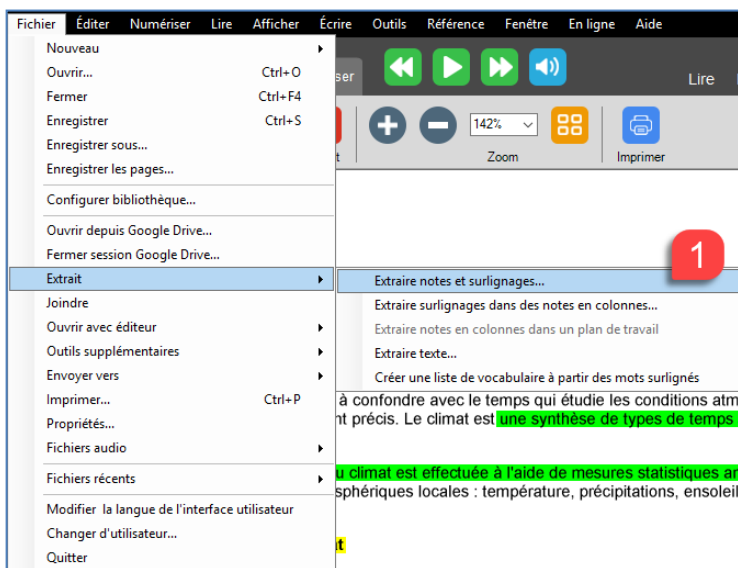 Fichier Éditer Numériser Lire Afficher Écrire Outils Référence Fenêtre En ligne Aide
Nouveau
Ouvrir... Ctrl+O
Fermer Ctrl+F4
Enregistrer Ctrl+S
Enregistrer sous...
Enregistrer les pages...
Configurer bibliothèque...
Ouvrir depuis Google Drive...
Fermer session Google Drive...
Extrait
Joindre
Ouvrir avec éditeur
Outils supplémentaires
Envoyer vers
Imprimer... Ctrl+P
Propriétés...
Fichiers audio
Fichiers récents
Modifier la langue de l'interface utilisateur
Changer d'utilisateur...
Quitter
Lire
142%
Zoom
Imprimer
1
Extraire notes et surlignages...
Extraire surlignages dans des notes en colonnes...
Extraire notes en colonnes dans un plan de travail
Extraire texte...
Créer une liste de vocabulaire à partir des mots surlignés
à confondre avec le temps qui étudie les conditions atm
nt précis. Le climat est une synthèse de types de temps
u climat est effectuée à l'aide de mesures statistiques an
sphériques locales : température, précipitations, ensoleil